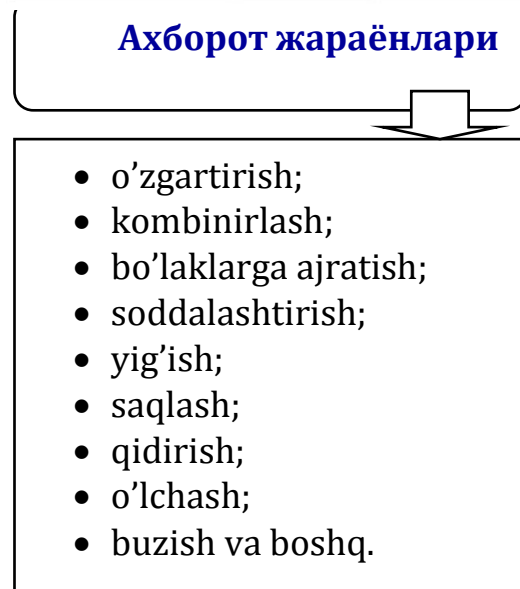 Ахборот жараёнлари
• o’zgartirish;
• kombinirlash;
• bo’laklarga ajratish;
• soddalashtirish;
• yig’ish;
• saqlash;
• qidirish;
• o’lchash;
• buzish va boshq.